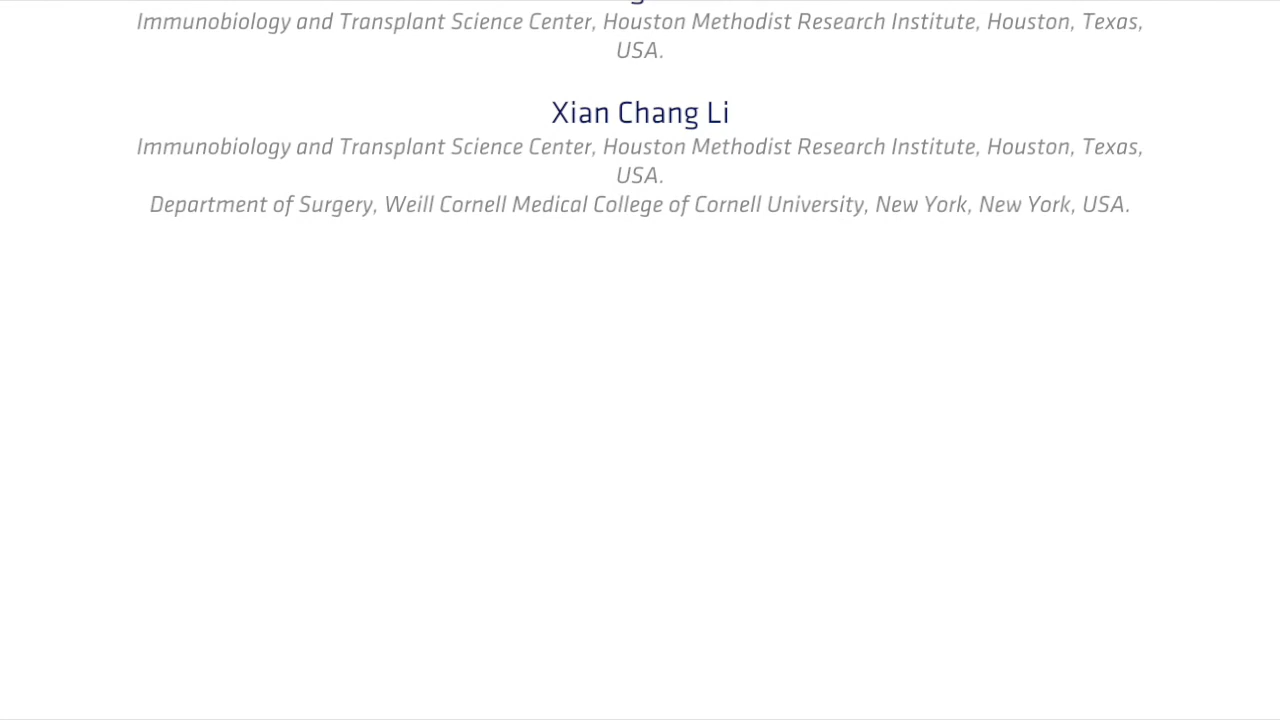 Immunobiology and Transplant Science Center, Houston Methodist Research Institute, Houston, Texas,
USA.
Xian Chang Li
Immunobiology and Transplant Science Center, Houston Methodist Research Institute, Houston, Texas,
USA.
Department of Surgery, Weill Cornell Medical College of Cornell University, New York, New York, USA.